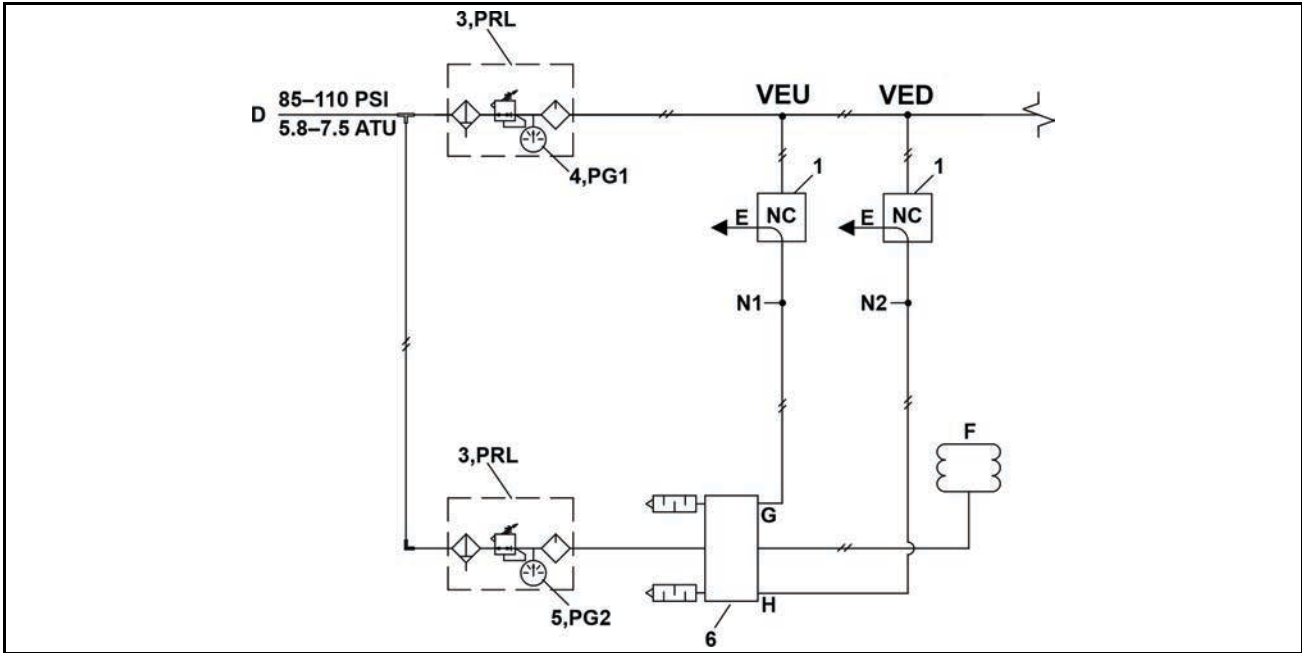 3,PRL
85–110 PSI
D
5.8–7.5 ATU
VEU
VED
4,PG1
1
1
E
NC
E
NC
N1
N2
F
3,PRL
G
H
5,PG2
6